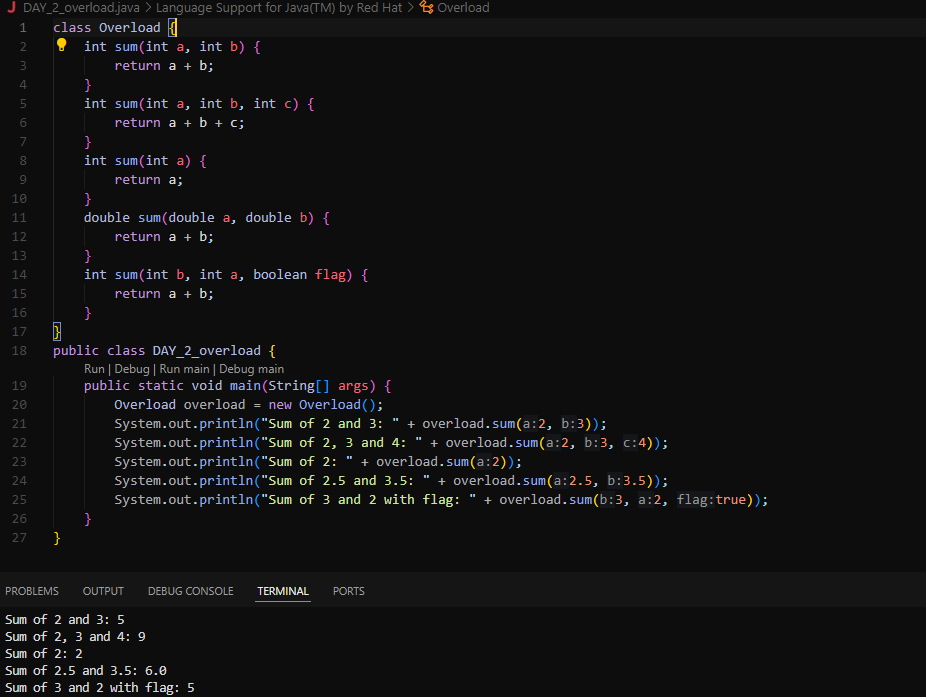 DAY_2_overload.java > Language Support for Java(TM) by Red Hat > Overload
1 class Overload {
2     int sum(int a, int b) {
3         return a + b;
4     }
5     int sum(int a, int b, int c) {
6         return a + b + c;
7     }
8     int sum(int a) {
9         return a;
10     }
11     double sum(double a, double b) {
12         return a + b;
13     }
14     int sum(int b, int a, boolean flag) {
15         return a + b;
16     }
17 }
18 public class DAY_2_overload {
Run | Debug | Run main | Debug main
19     public static void main(String[] args) {
20         Overload overload = new Overload();
21         System.out.println("Sum of 2 and 3: " + overload.sum(a:2, b:3));
22         System.out.println("Sum of 2, 3 and 4: " + overload.sum(a:2, b:3, c:4));
23         System.out.println("Sum of 2: " + overload.sum(a:2));
24         System.out.println("Sum of 2.5 and 3.5: " + overload.sum(a:2.5, b:3.5));
25         System.out.println("Sum of 3 and 2 with flag: " + overload.sum(b:3, a:2, flag:true));
26     }
27 }
PROBLEMS OUTPUT DEBUG CONSOLE TERMINAL PORTS
Sum of 2 and 3: 5
Sum of 2, 3 and 4: 9
Sum of 2: 2
Sum of 2.5 and 3.5: 6.0
Sum of 3 and 2 with flag: 5